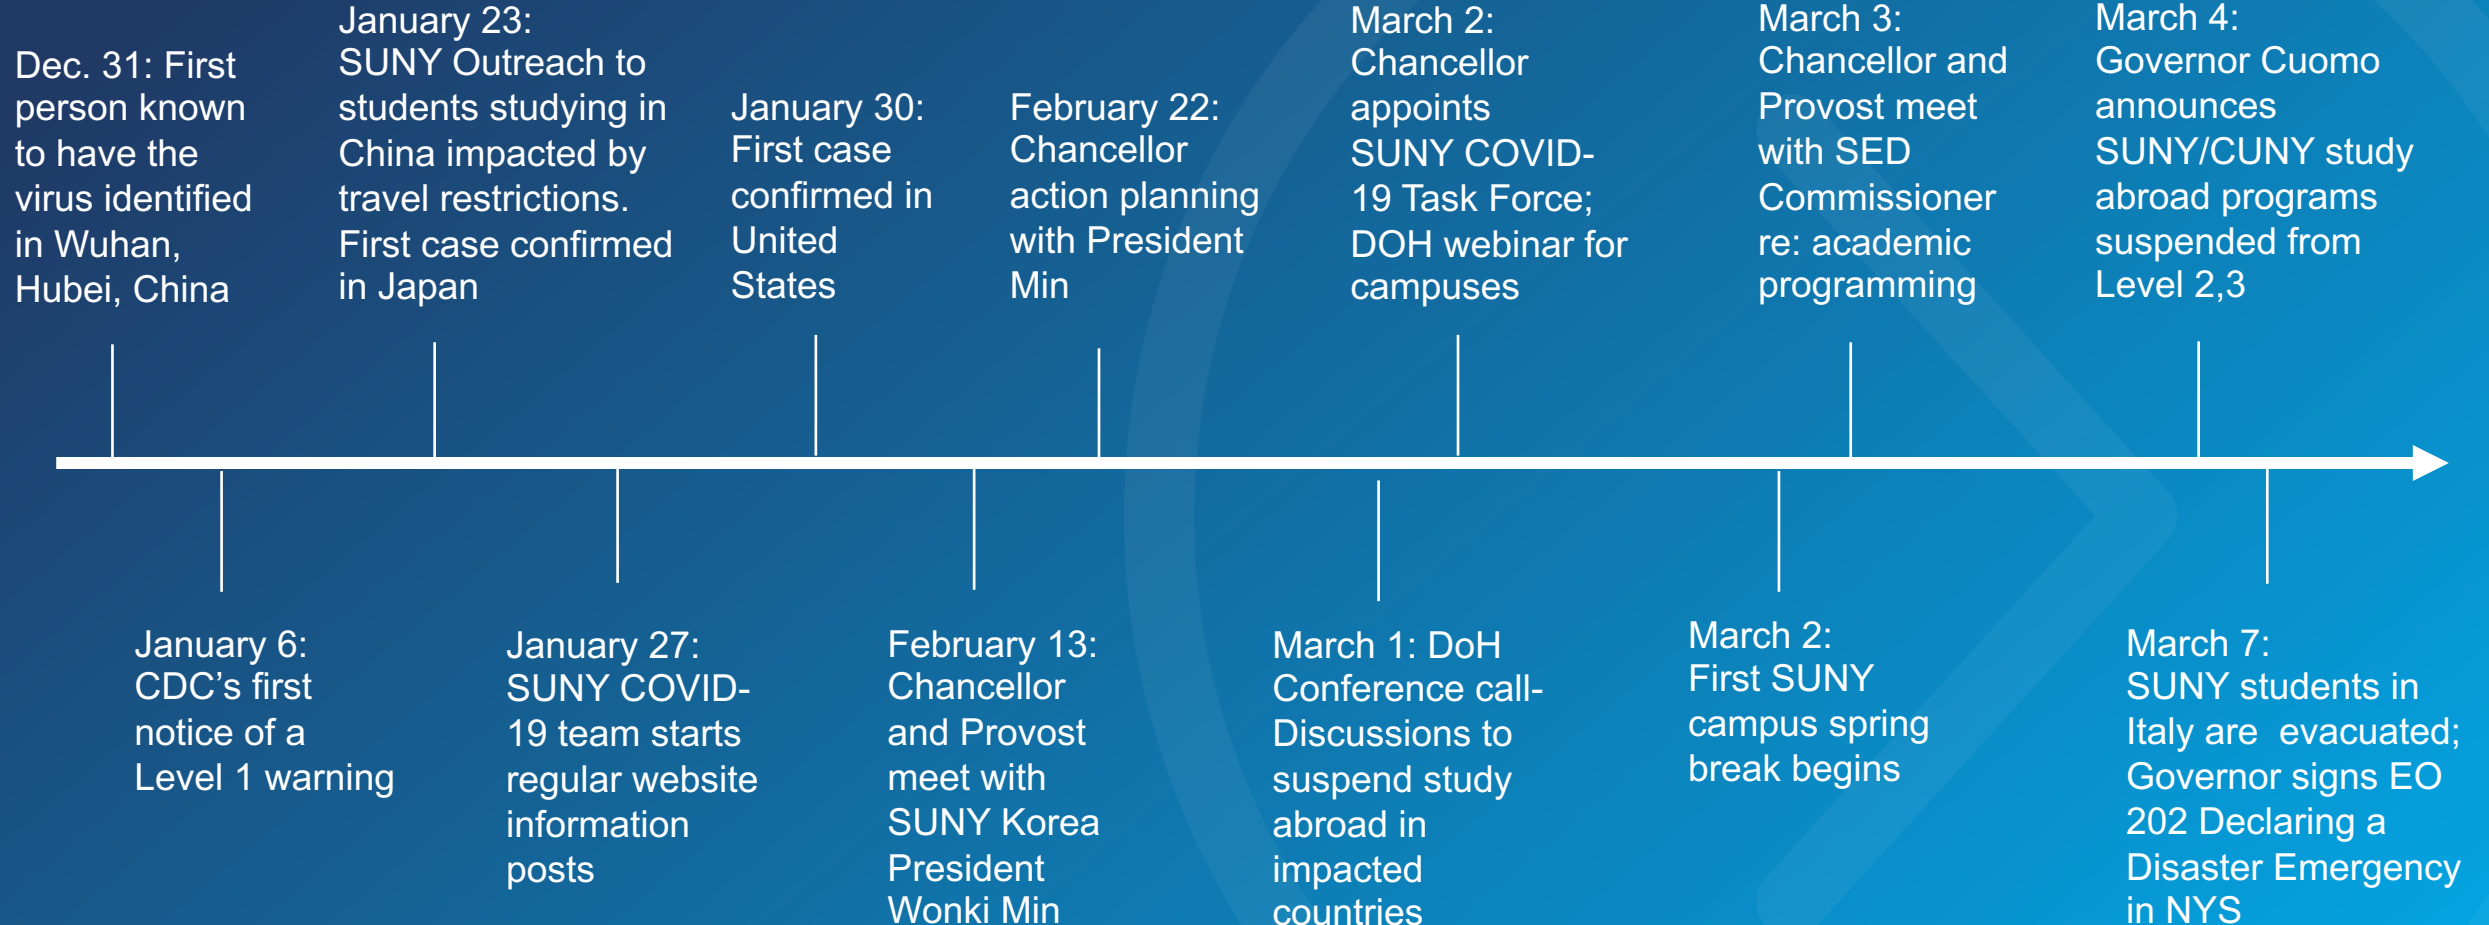 Dec. 31: First
person known
to have the
virus identified
in Wuhan,
Hubei, China
January 23:
SUNY Outreach to
students studying in
China impacted by
travel restrictions.
First case confirmed
in Japan
January 30:
First case
confirmed in
United
States
February 22:
Chancellor
action planning
with President
Min
March 2:
Chancellor
appoints
SUNY COVID-
19 Task Force;
DOH webinar for
campuses
March 3:
Chancellor and
Provost meet
with SED
Commissioner
re: academic
programming
March 4:
Governor Cuomo
announces
SUNY/CUNY study
abroad programs
suspended from
Level 2,3
January 6:
CDC’s first
notice of a
Level 1 warning
January 27:
SUNY COVID-
19 team starts
regular website
information
posts
February 13:
Chancellor
and Provost
meet with
SUNY Korea
President
Wonki Min
March 1: DoH
Conference call-
Discussions to
suspend study
abroad in
impacted
countries
March 2:
First SUNY
campus spring
break begins
March 7:
SUNY students in
Italy are  evacuated;
Governor signs EO
202 Declaring a
Disaster Emergency
in NYS